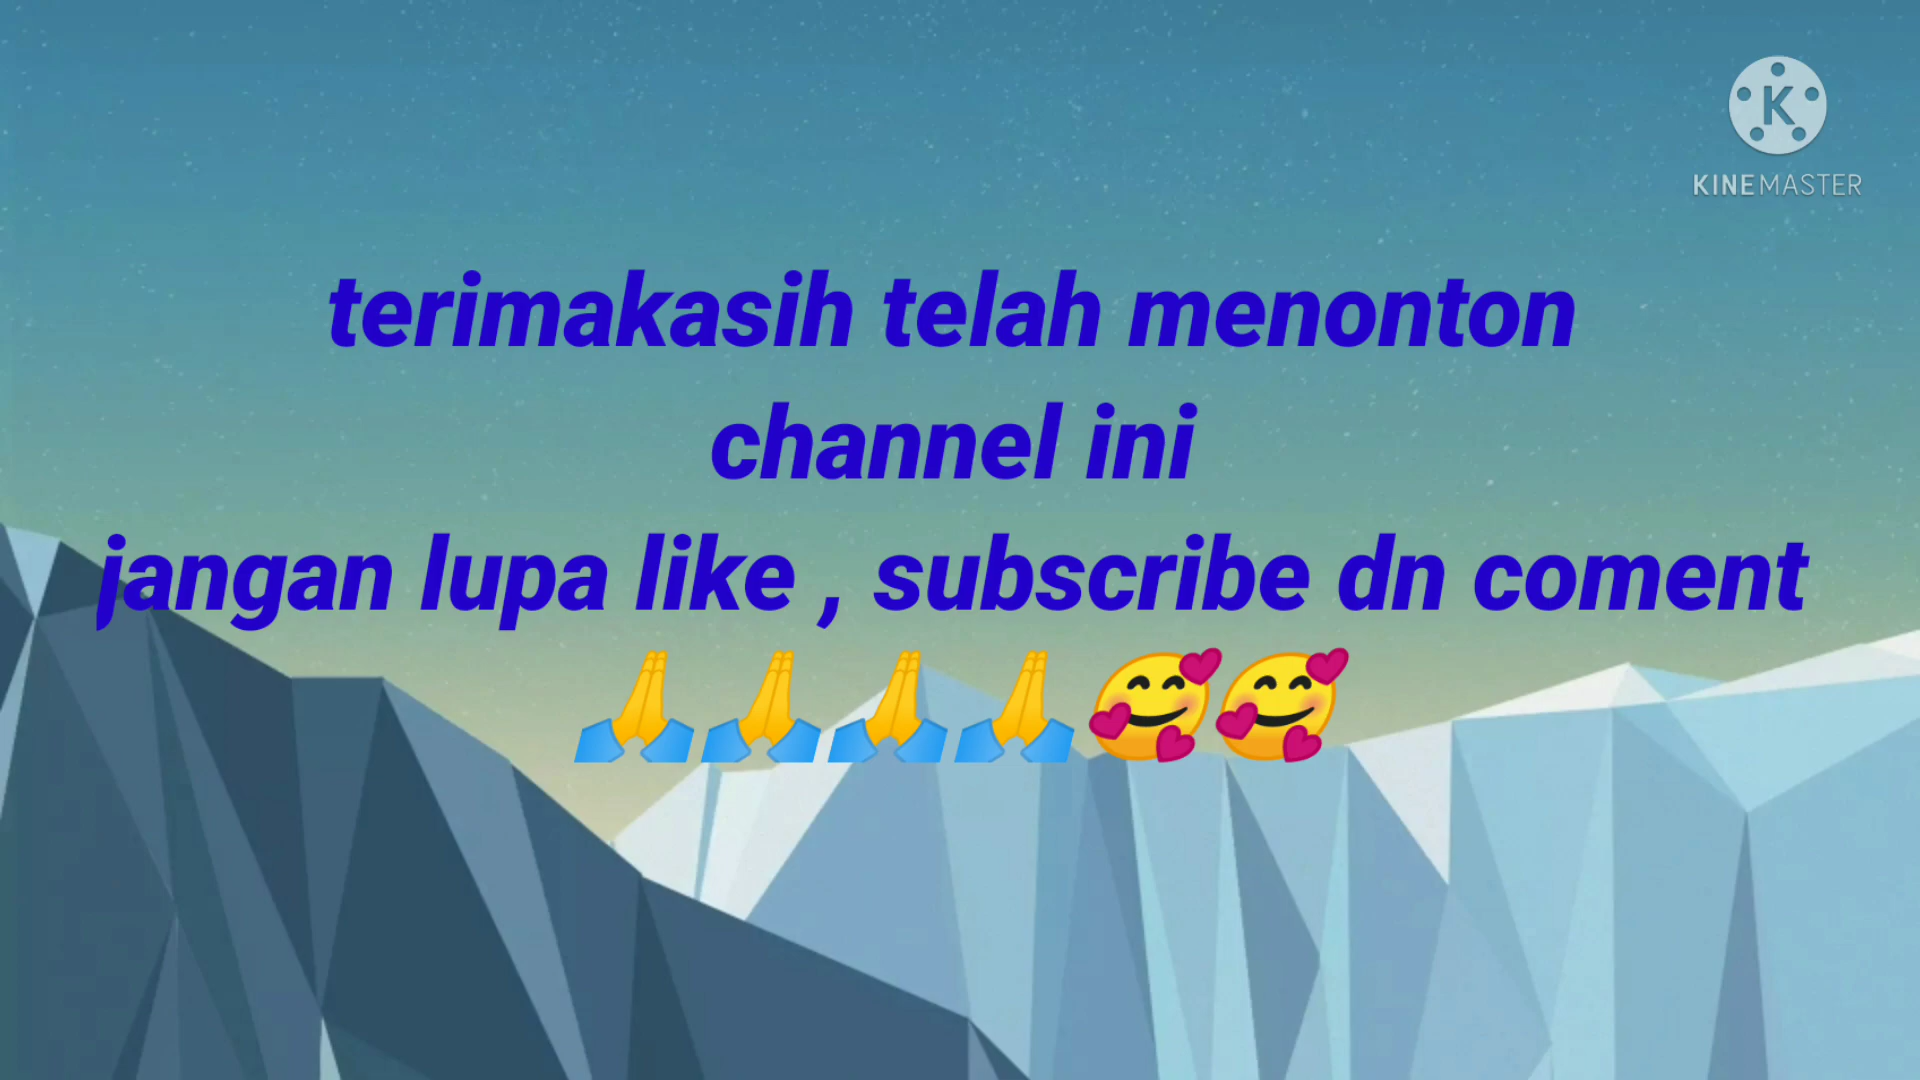 K
KINEMASTER
terimakasih telah menonton
channel ini
jangan lupa like , subscribe dn coment
🙏🙏🙏🙏🥰🥰